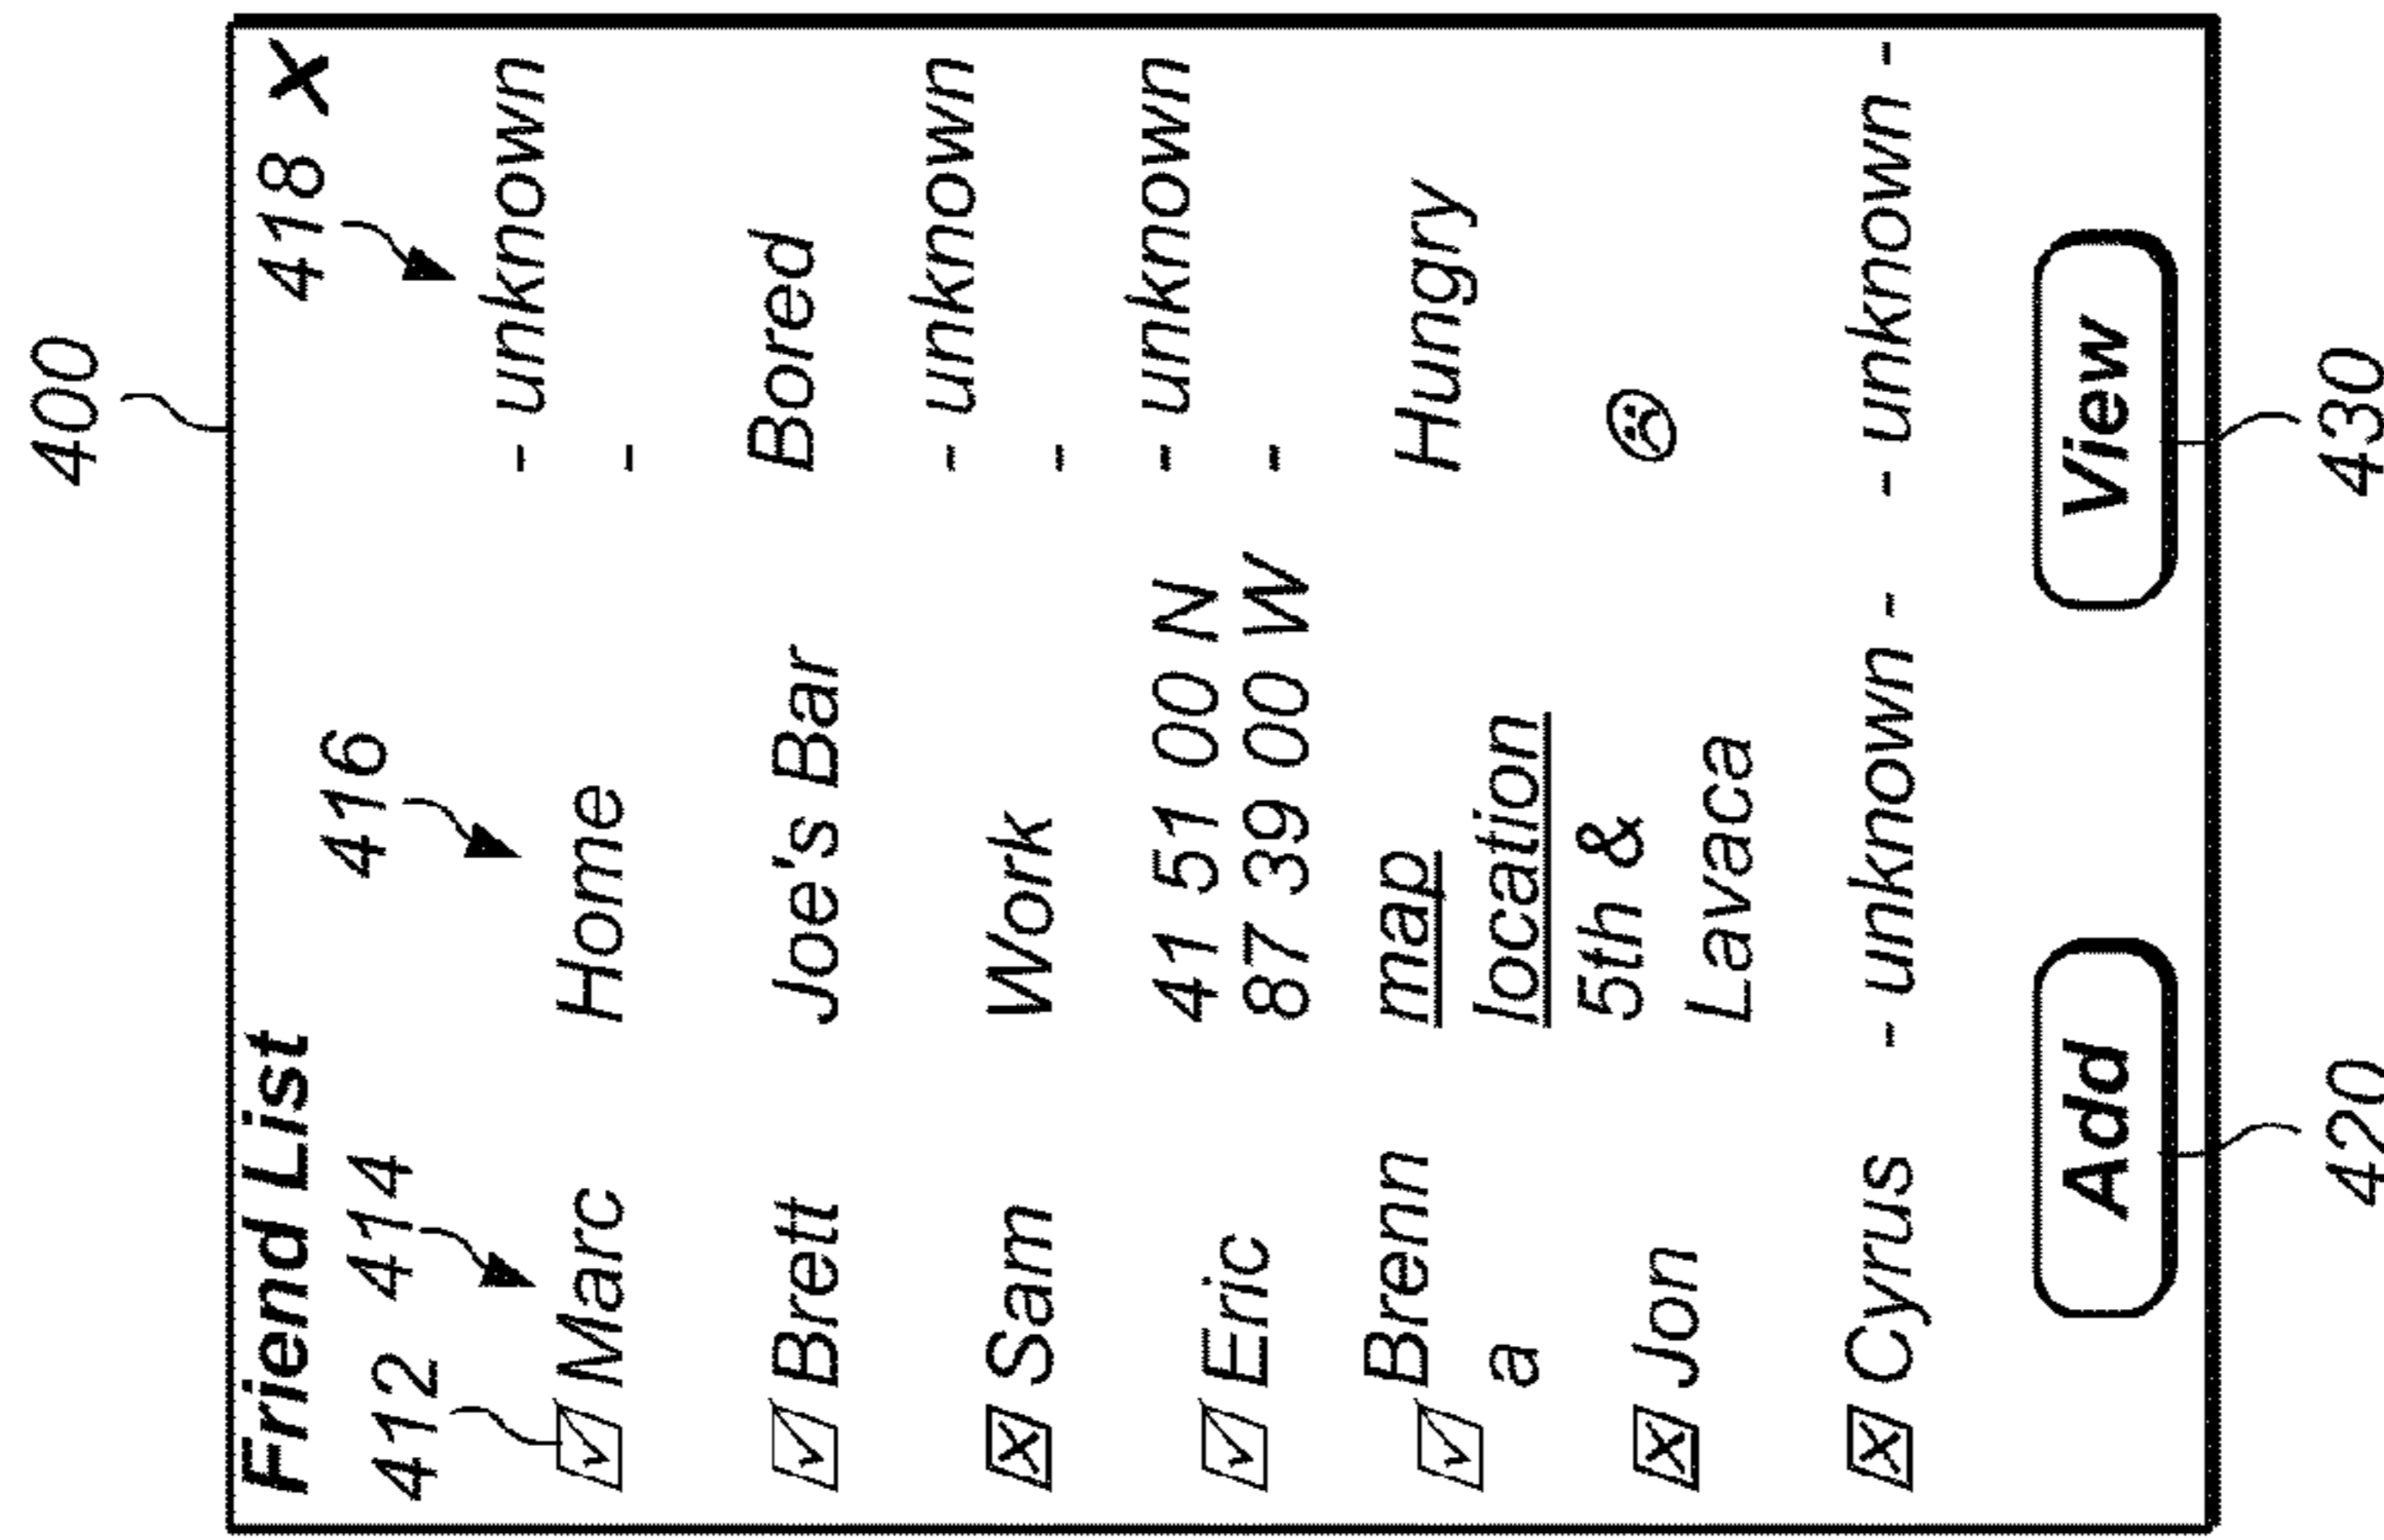 400
Friend List
418 X
412 414 416
Marc Home - unknown -
Brett Joe's Bar Bored
Sam Work - unknown -
Eric 41 51 00 N - unknown -
87 39 00 W
Brenn map Hungry
a location
Jon 5th &
Lavaca
Cyrus - unknown - - unknown -
Add View
420 430